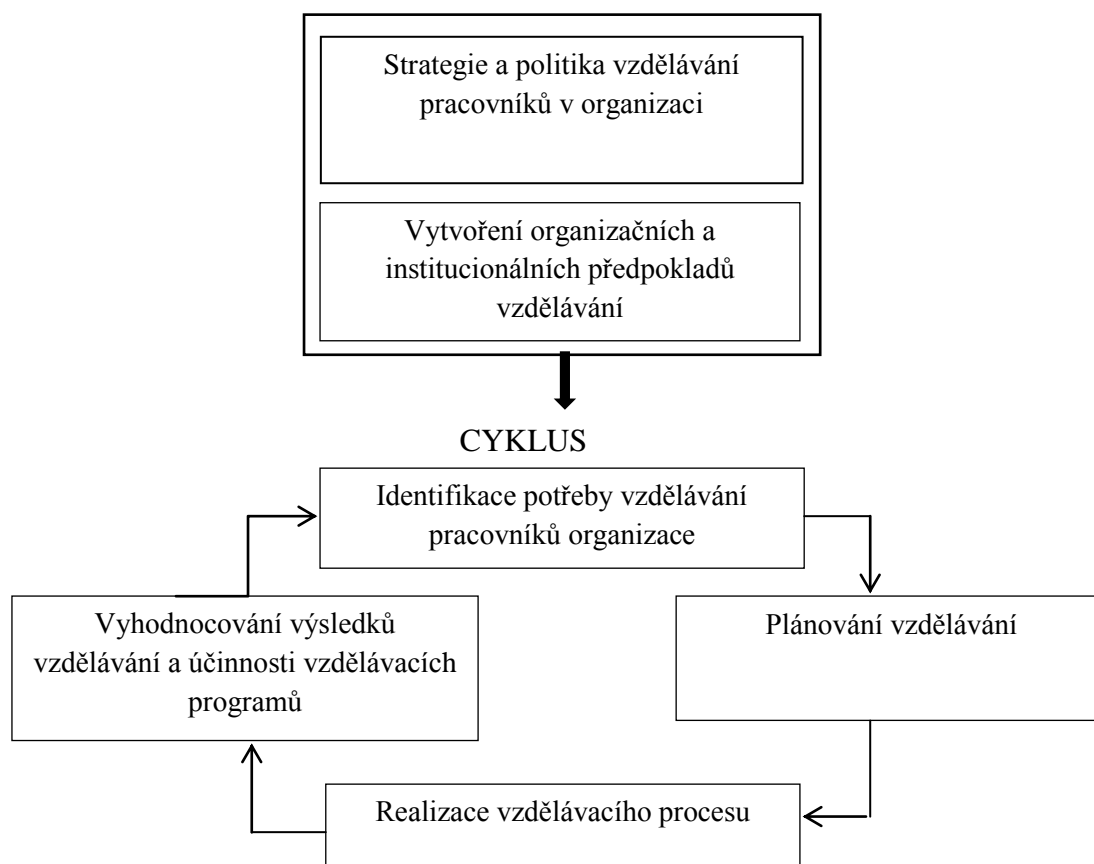 Strategie a politika vzdělávání
pracovníků v organizaci
Vytvoření organizačních a
institucionálních předpokladů
vzdělávání
CYKLUS
Identifikace potřeby vzdělávání
pracovníků organizace
Vyhodnocování výsledků
vzdělávání a účinnosti vzdělávacích
programů
Plánování vzdělávání
Realizace vzdělávacího procesu